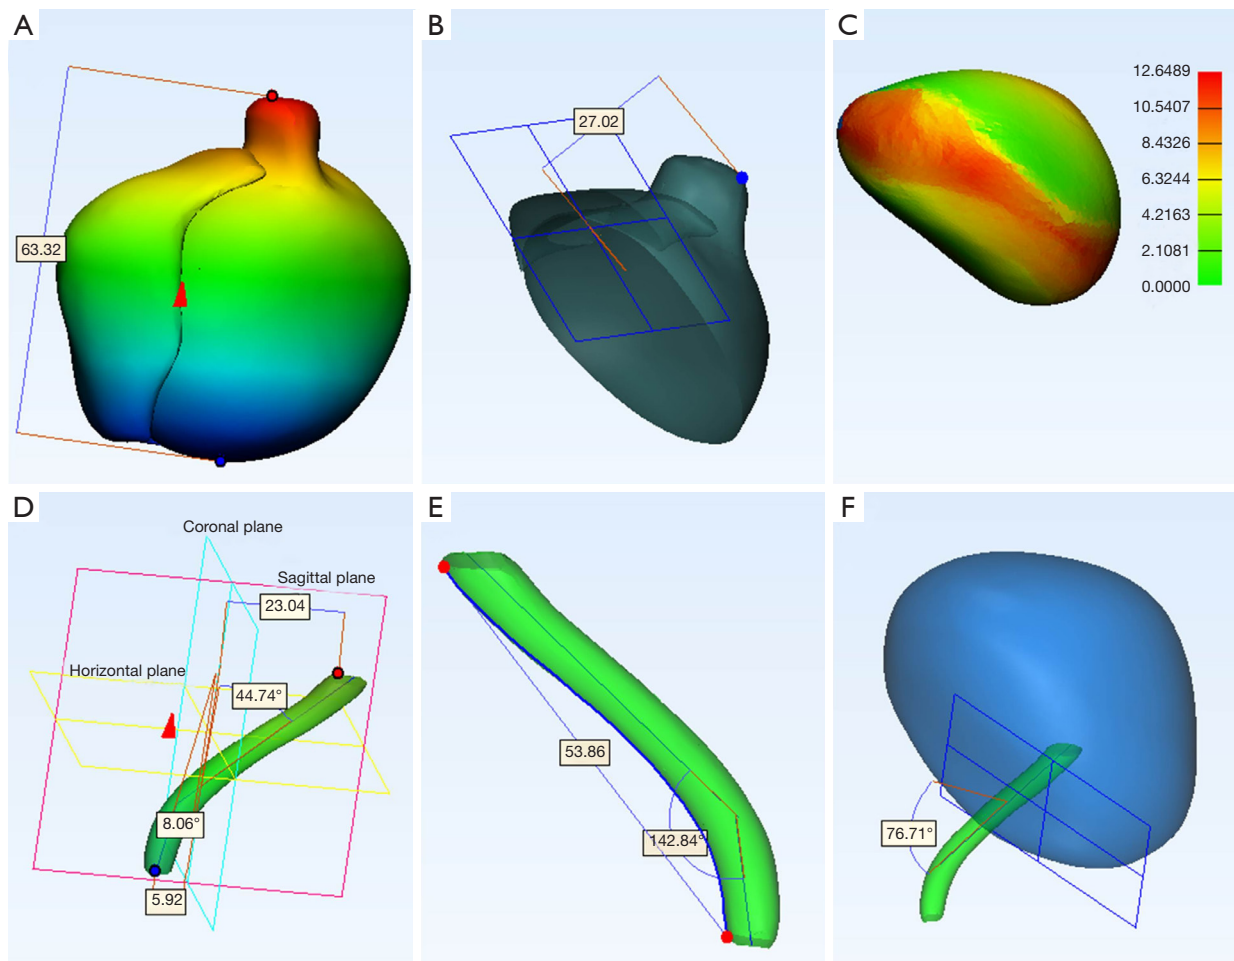 A
63.32
B
27.02
C
12.6489
10.5407
8.4326
6.3244
4.2163
2.1081
0.0000
D
Coronal plane
Sagittal plane
23.04
Horizontal plane
44.74°
8.06°
5.92
E
53.86
142.84°
F
76.71°